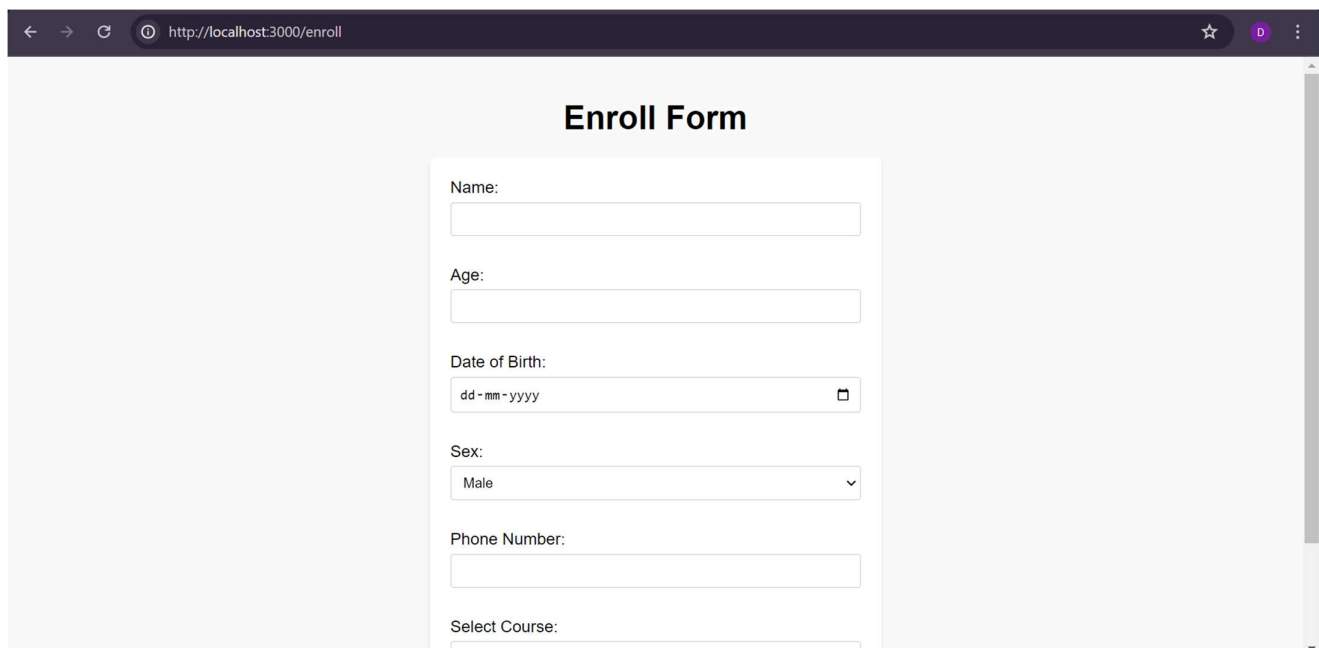 http://localhost:3000/enroll
D
Enroll Form
Name:
Age:
Date of Birth:
dd-mm-yyyy
Sex:
Male
Phone Number:
Select Course: